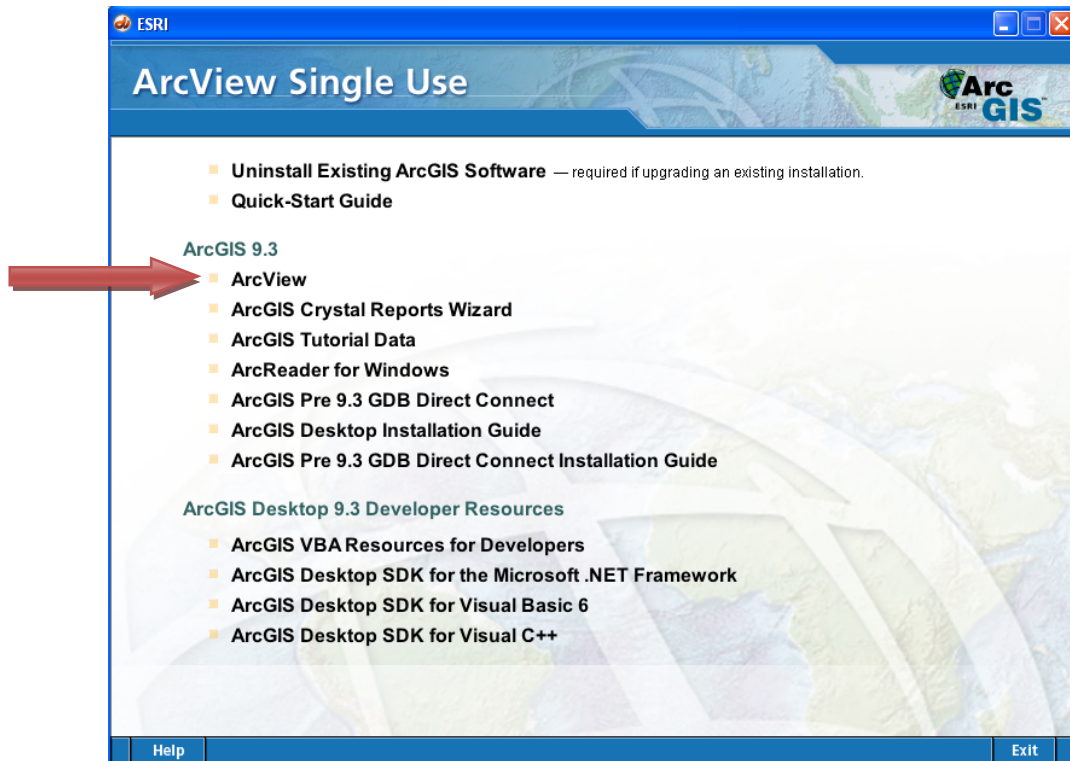 ESRI
ArcView Single Use
Arc
ESRI GIS™
Uninstall Existing ArcGIS Software — required if upgrading an existing installation.
Quick-Start Guide
ArcGIS 9.3
ArcView
ArcGIS Crystal Reports Wizard
ArcGIS Tutorial Data
ArcReader for Windows
ArcGIS Pre 9.3 GDB Direct Connect
ArcGIS Desktop Installation Guide
ArcGIS Pre 9.3 GDB Direct Connect Installation Guide
ArcGIS Desktop 9.3 Developer Resources
ArcGIS VBA Resources for Developers
ArcGIS Desktop SDK for the Microsoft .NET Framework
ArcGIS Desktop SDK for Visual Basic 6
ArcGIS Desktop SDK for Visual C++
Help Exit